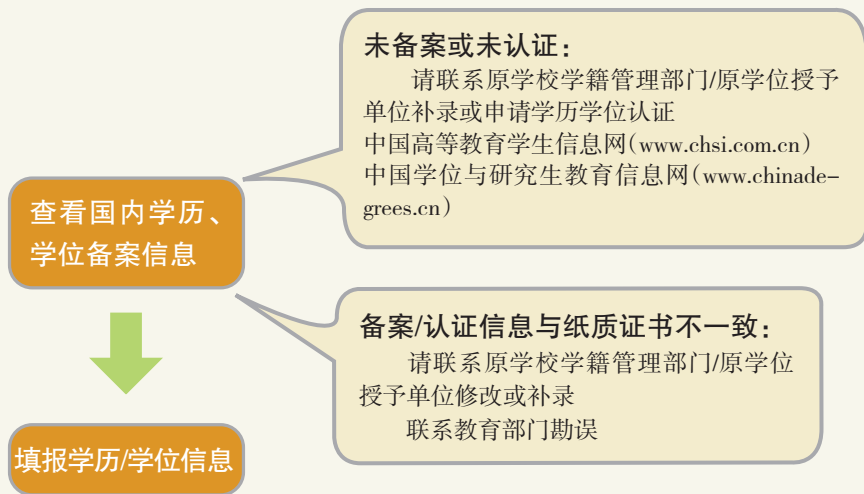 未备案或未认证：
请联系原学校学籍管理部门/原学位授予
单位补录或申请学历学位认证
中国高等教育学生信息网(www.chsi.com.cn)
中国学位与研究生教育信息网(www.chinade-
grees.cn)
查看国内学历、
学位备案信息
备案/认证信息与纸质证书不一致：
请联系原学校学籍管理部门/原学位
授予单位修改或补录
联系教育部门勘误
填报学历/学位信息